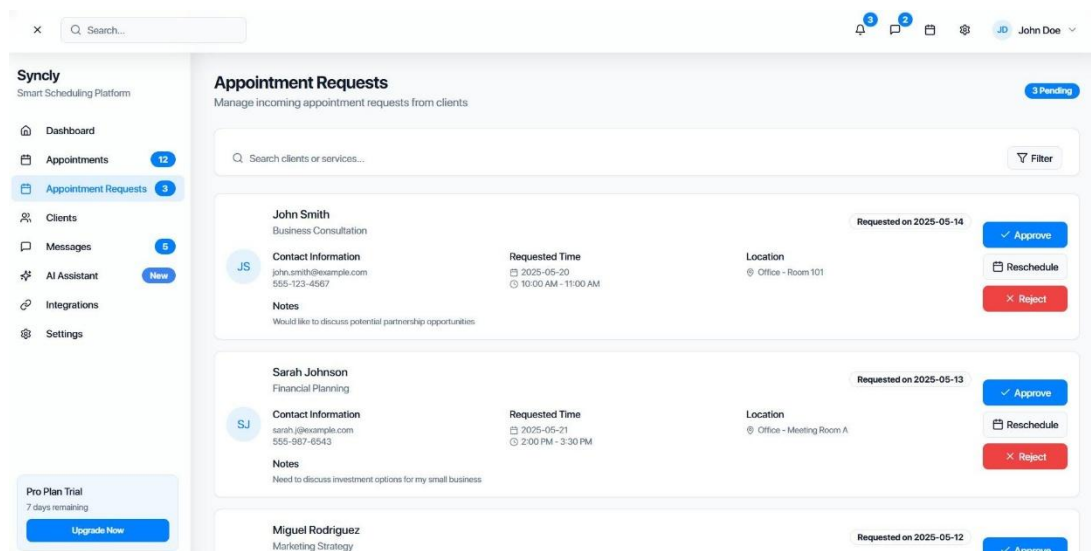 Search...
3
2
JD
John Doe
Syncly
Smart Scheduling Platform
Dashboard
Appointments
12
Appointment Requests
3
Clients
Messages
5
AI Assistant
New
Integrations
Settings
Pro Plan Trial
7 days remaining
Upgrade Now
Appointment Requests
Manage incoming appointment requests from clients
3 Pending
Search clients or services...
Filter
John Smith
Business Consultation
Requested on 2025-05-14
JS
Contact Information
john.smith@example.com
555-123-4567
Requested Time
2025-05-20
10:00 AM - 11:00 AM
Location
Office - Room 101
Notes
Would like to discuss potential partnership opportunities
Approve
Reschedule
Reject
Sarah Johnson
Financial Planning
Requested on 2025-05-13
SJ
Contact Information
sarah.j@example.com
555-987-6543
Requested Time
2025-05-21
2:00 PM - 3:30 PM
Location
Office - Meeting Room A
Notes
Need to discuss investment options for my small business
Approve
Reschedule
Reject
Miguel Rodriguez
Marketing Strategy
Requested on 2025-05-12
Approve